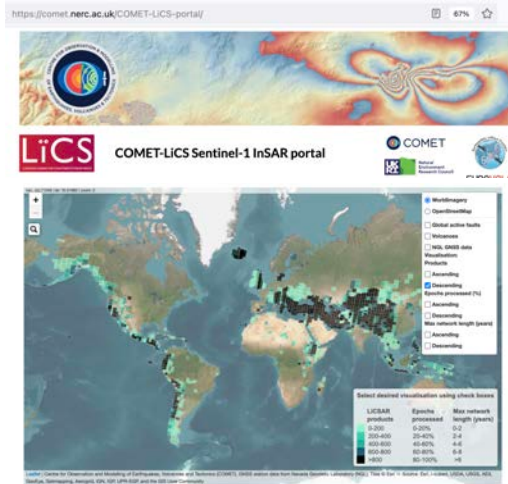 https://comet.nerc.ac.uk/COMET-LiCS-portal/
67%
LiCS
COMET-LiCS Sentinel-1 InSAR portal
COMET
UK
RI
Natural
Environment
Research Council
WorldImagery
OpenStreetMap
Global active faults
Volcanoes
NGL GNSS data
Visualisation:
Products
Ascending
Descending
Epochs processed (%)
Ascending
Descending
Max network length (years)
Ascending
Descending
Select desired visualisation using check boxes
LiCSAR products Epochs processed Max network length (years)
0-200 0-20% 0-2
200-400 20-40% 2-4
400-600 40-60% 4-6
600-800 60-80% 6-8
>800 80-100% >8